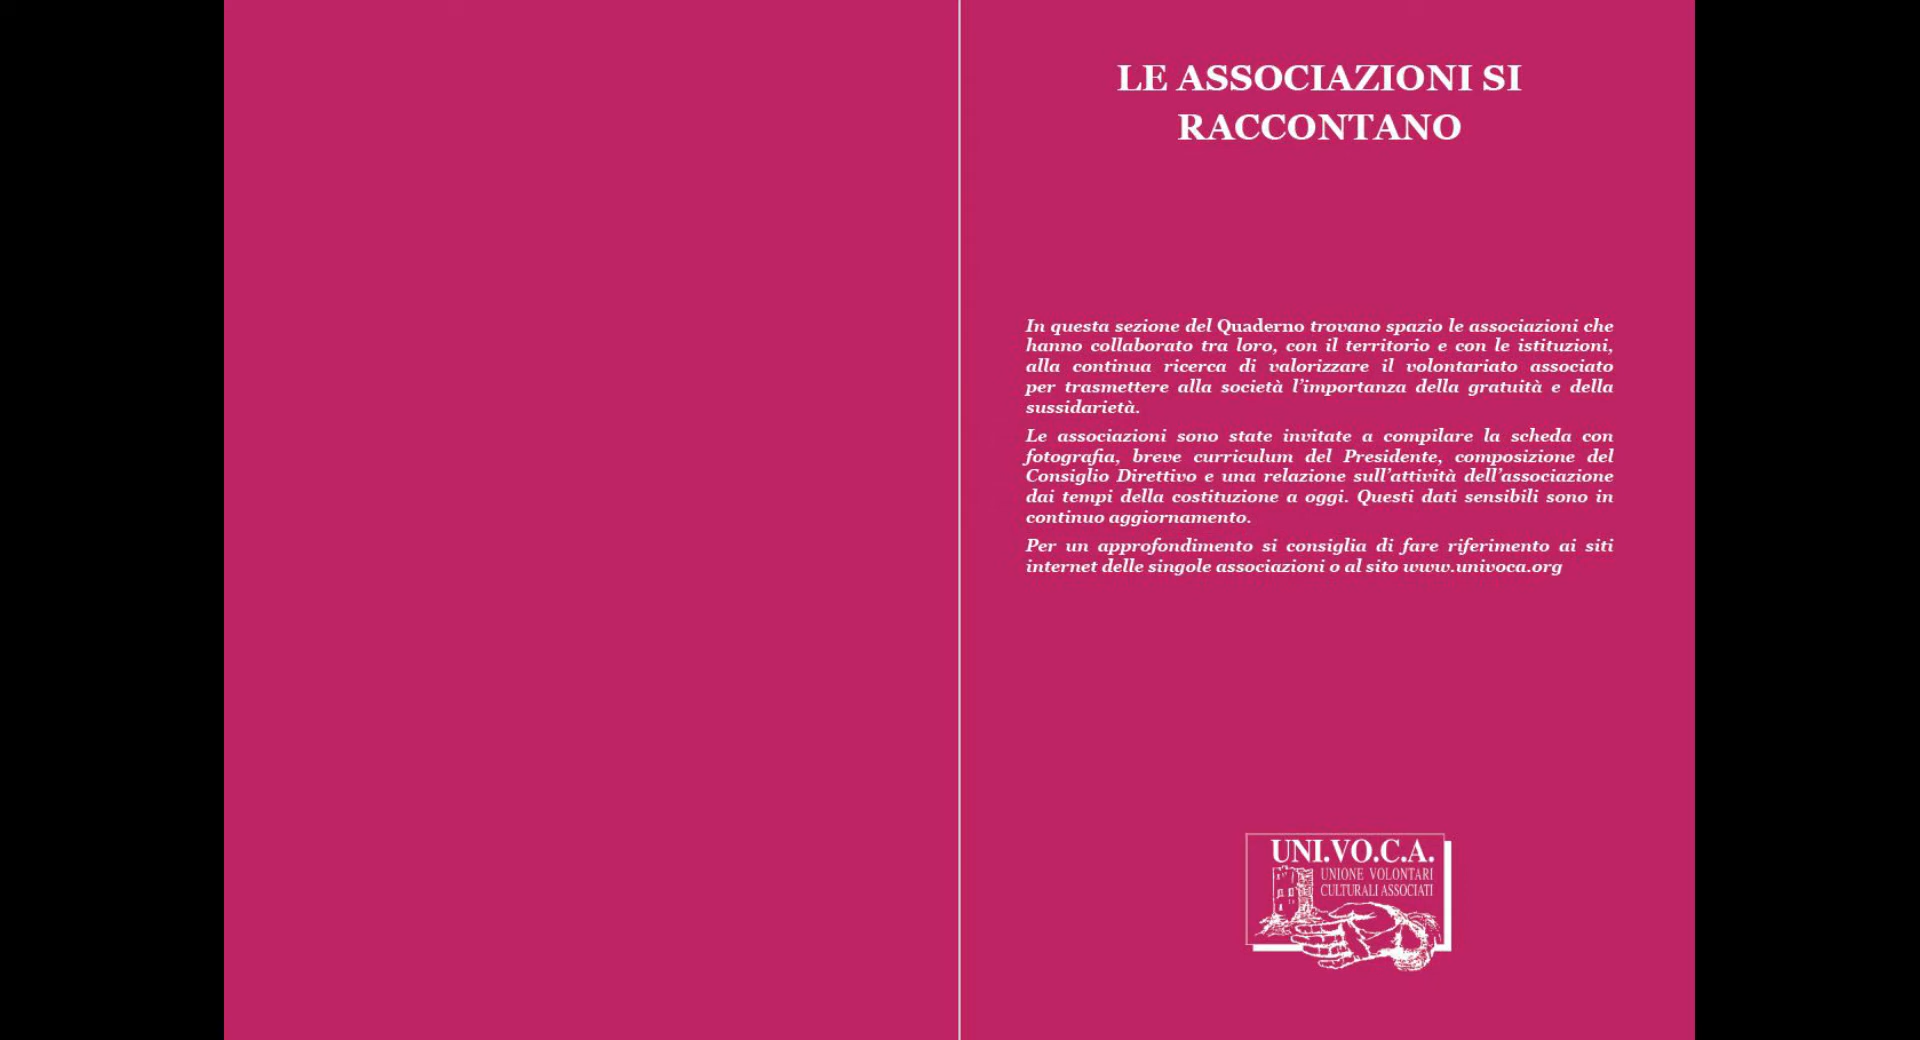 LE ASSOCIAZIONI SI
RACCONTANO
In questa sezione del Quaderno trovano spazio le associazioni che
hanno collaborato tra loro, con il territorio e con le istituzioni,
alla continua ricerca di valorizzare il volontariato associato
per trasmettere alla società l'importanza della gratuità e della
sussidarietà.
Le associazioni sono state invitate a compilare la scheda con
fotografia, breve curriculum del Presidente, composizione del
Consiglio Direttivo e una relazione sull'attività dell'associazione
dai tempi della costituzione a oggi. Questi dati sensibili sono in
continuo aggiornamento.
Per un approfondimento si consiglia di fare riferimento ai siti
internet delle singole associazioni o al sito www.univoca.org
UNI.VO.C.A.
UNIONE VOLONTARI
CULTURALI ASSOCIATI